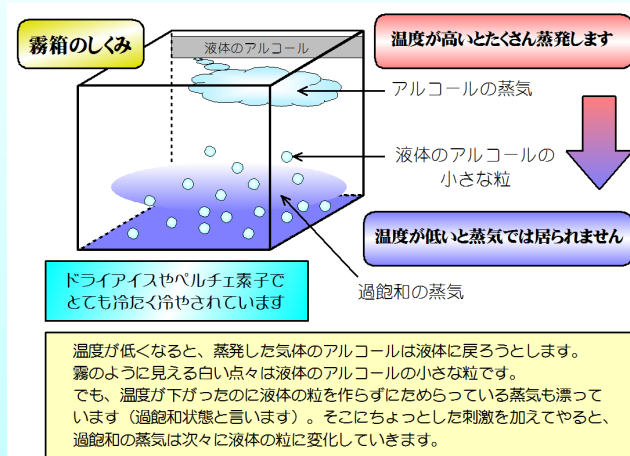 霧箱のしくみ
液体のアルコール
温度が高いとたくさん蒸発します
アルコールの蒸気
液体のアルコールの
小さな粒
温度が低いと蒸気では居られません
ドライアイスやペルチェ素子で
とても冷たく冷やされています
過飽和の蒸気
温度が低くなると、蒸発した気体のアルコールは液体に戻ろうとします。
霧のように見える白い点々は液体のアルコールの小さな粒です。
でも、温度が下がったのに液体の粒を作らずにためらっている蒸気も漂って
います（過飽和状態と言います）。そこにちょっとした刺激を加えてやると、
過飽和の蒸気は次々に液体の粒に変化していきます。